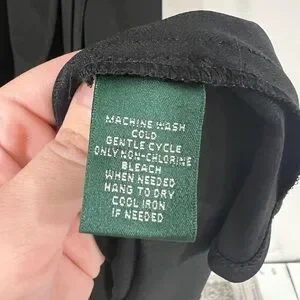 MACHINE WASH
COLD
GENTLE CYCLE
ONLY NON-CHLORINE
BLEACH
WHEN NEEDED
HANG TO DRY
COOL IRON
IF NEEDED